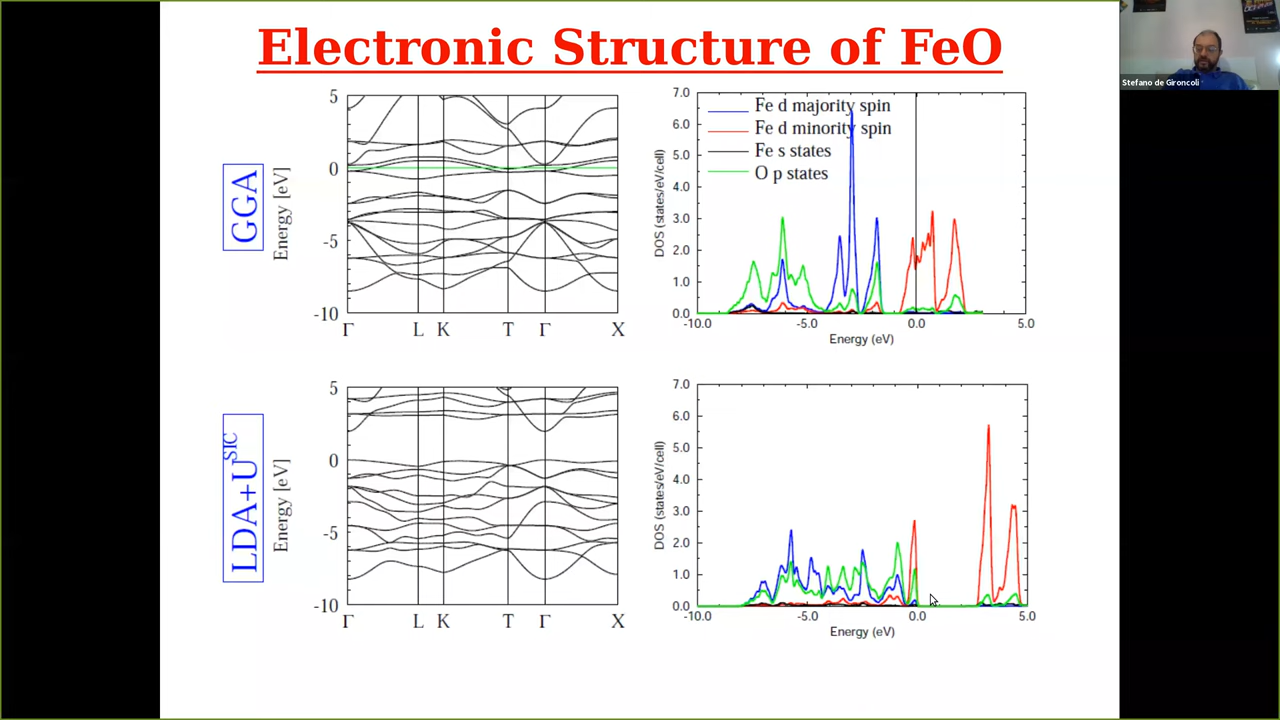 Electronic Structure of FeO
Stefano de Gironcoli
GGA
Energy [eV]
5
0
-5
-10
Γ L K T Γ X
DOS (states/eV/cell)
7.0
6.0
5.0
4.0
3.0
2.0
1.0
0.0
Fe d majority spin
Fe d minority spin
Fe s states
O p states
-10.0 -5.0 0.0 5.0
Energy (eV)
LDA+U^SIC
Energy [eV]
5
0
-5
-10
Γ L K T Γ X
DOS (states/eV/cell)
7.0
6.0
5.0
4.0
3.0
2.0
1.0
0.0
-10.0 -5.0 0.0 5.0
Energy (eV)